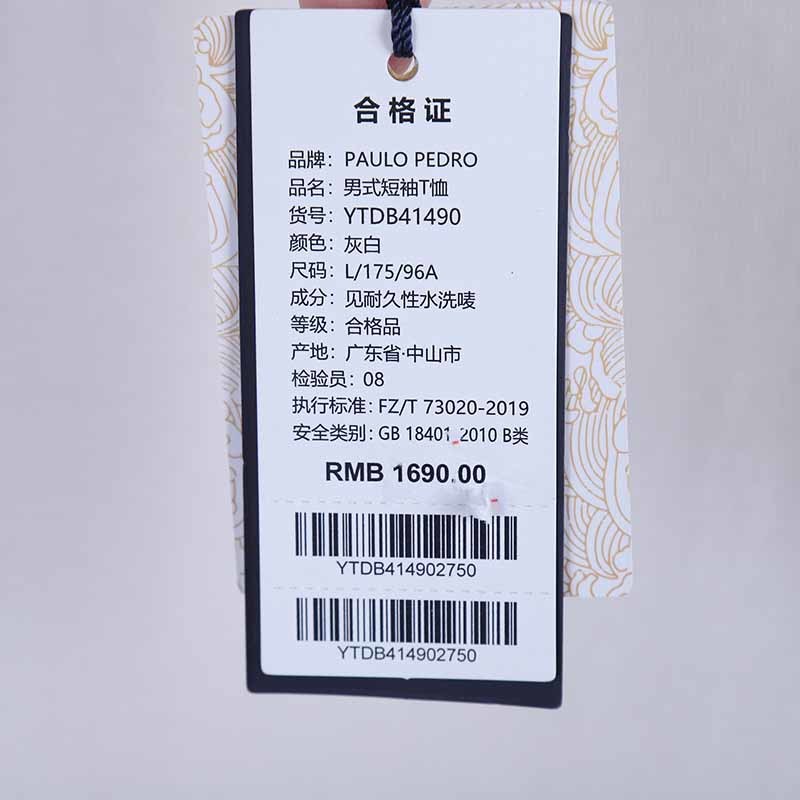 合格证
品牌：PAULO PEDRO
品名：男式短袖T恤
货号：YTDB41490
颜色：灰白
尺码：L/175/96A
成分：见耐久性水洗唛
等级：合格品
产地：广东省·中山市
检验员：08
执行标准：FZ/T 73020-2019
安全类别：GB 18401-2010 B类
RMB 1690.00
YTDB414902750
YTDB414902750